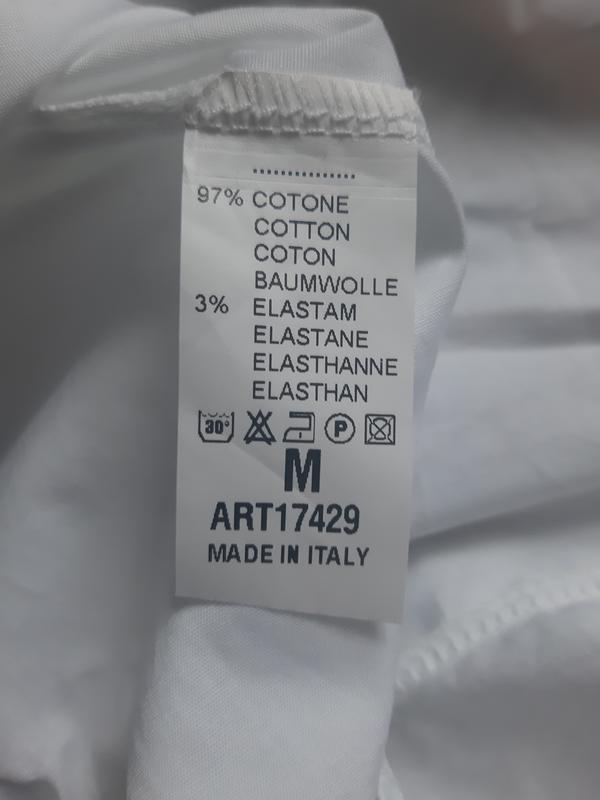 ...............
97% COTONE
COTTON
COTON
BAUMWOLLE
3% ELASTAM
ELASTANE
ELASTHANNE
ELASTHAN
30° P
M
ART17429
MADE IN ITALY